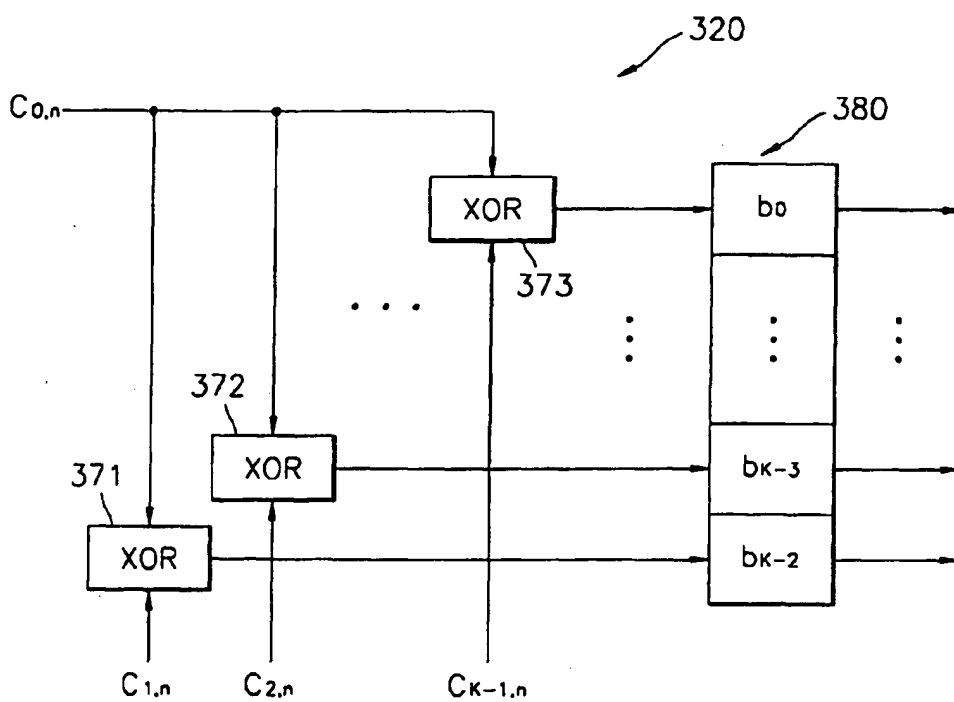 320
C0,n
380
XOR
b0
373
. . .
372
XOR
bK-3
371
XOR
bK-2
C1,n
C2,n
CK-1,n